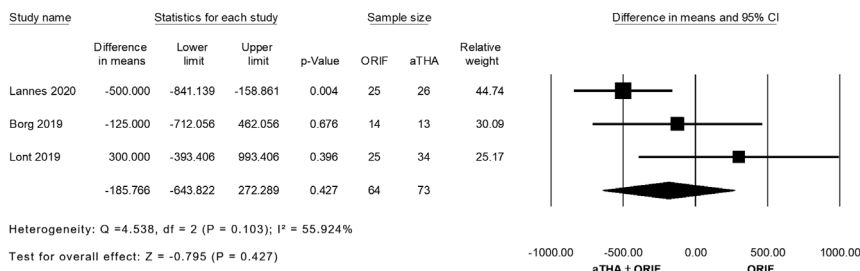 Study name Statistics for each study Sample size Difference in means and 95% CI
Difference in means Lower limit Upper limit p-Value ORIF aTHA Relative weight
Lannes 2020 -500.000 -841.139 -158.861 0.004 25 26 44.74
Borg 2019 -125.000 -712.056 462.056 0.676 14 13 30.09
Lont 2019 300.000 -393.406 993.406 0.396 25 34 25.17
-185.766 -643.822 272.289 0.427 64 73
Heterogeneity: Q =4.538, df = 2 (P = 0.103); I² = 55.924%
Test for overall effect: Z = -0.795 (P = 0.427)
-1000.00 -500.00 0.00 500.00 1000.00
aTHA ± ORIF ORIF